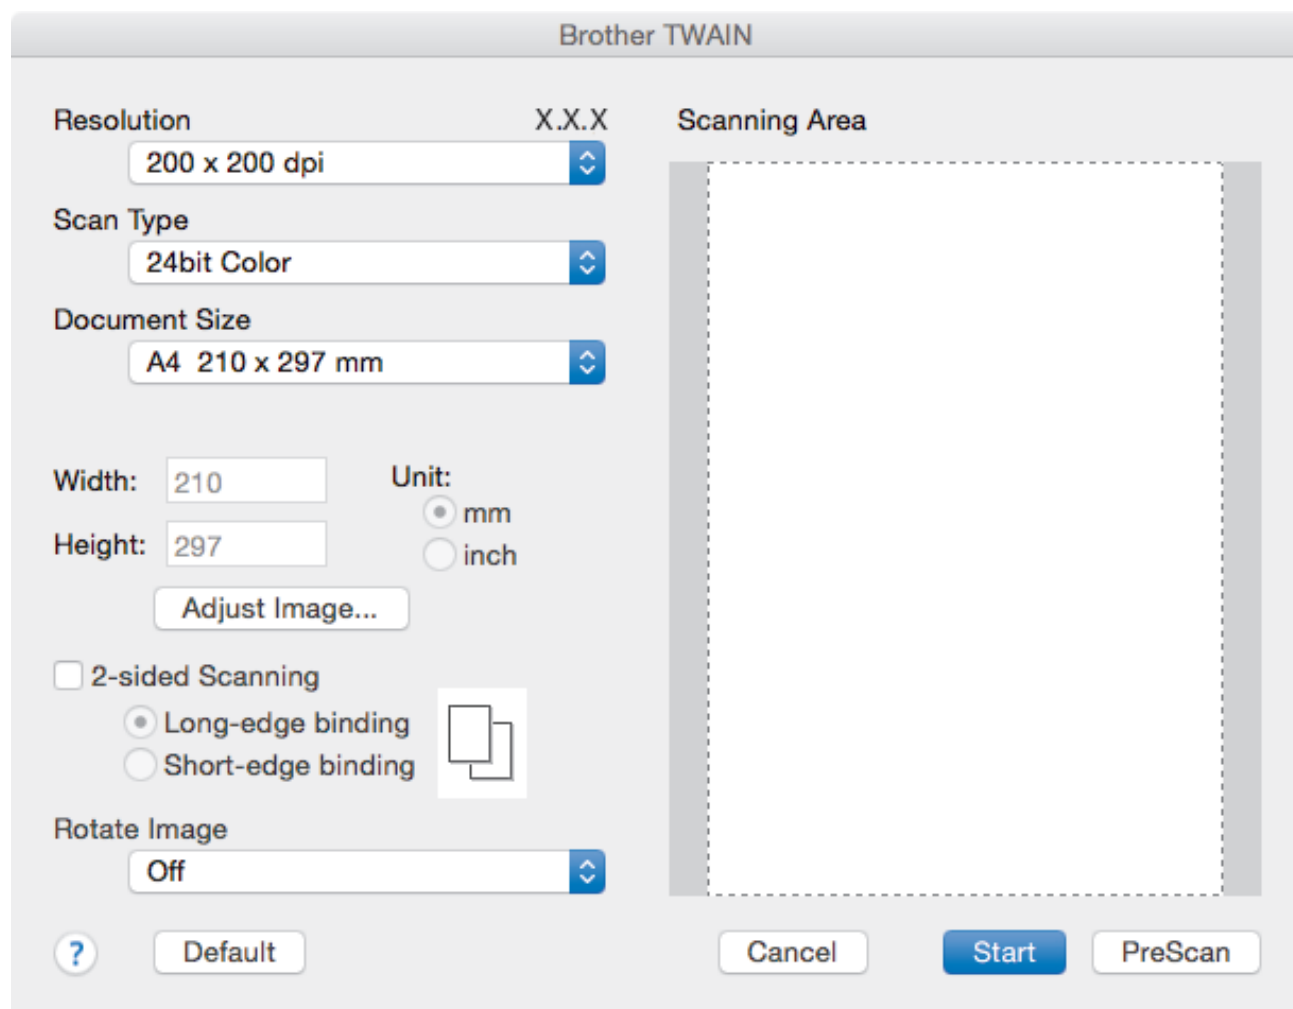 Brother TWAIN
Resolution X.X.X
200 x 200 dpi
Scan Type
24bit Color
Document Size
A4  210 x 297 mm
Width: 210
Unit:
mm
Height: 297
inch
Adjust Image...
2-sided Scanning
Long-edge binding
Short-edge binding
Rotate Image
Off
Scanning Area
? Default Cancel Start PreScan